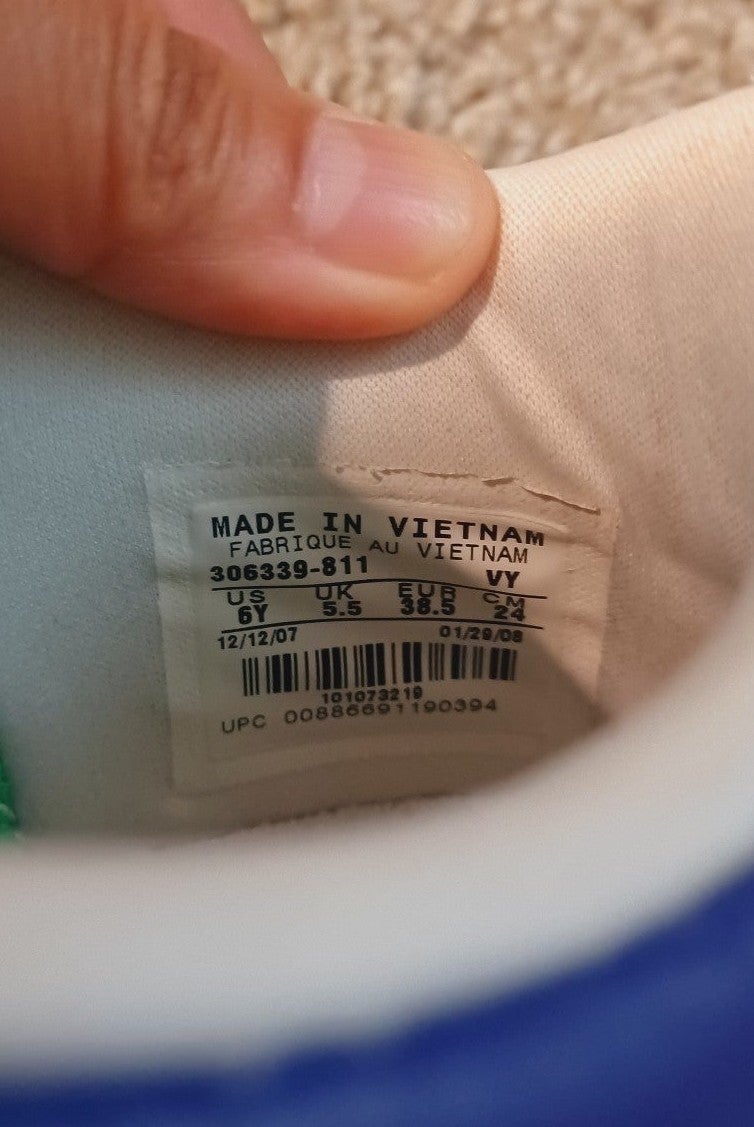 MADE IN VIETNAM
FABRIQUE AU VIETNAM
306339-811 VY
US UK EUR CM
6Y 5.5 38.5 24
12/12/07 01/29/08
101073219
UPC 00886691190394